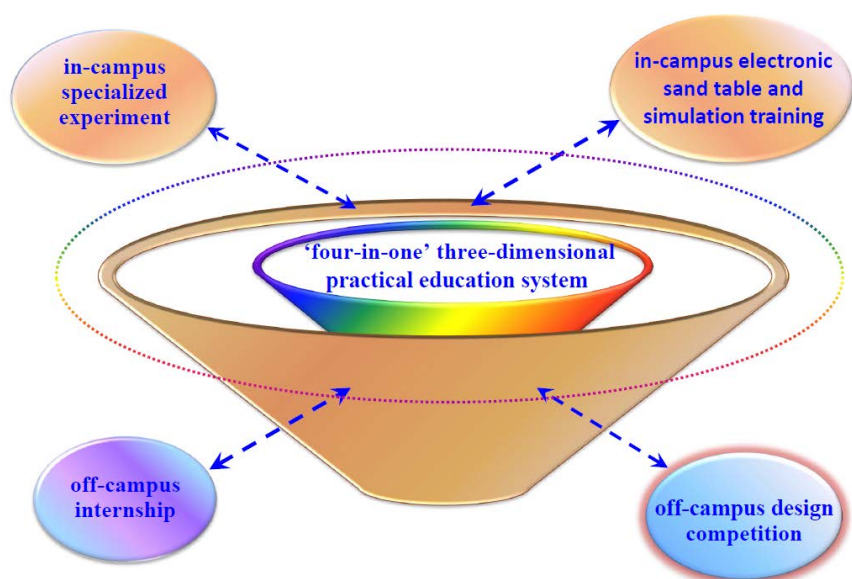 in-campus
specialized
experiment
in-campus electronic
sand table and
simulation training
‘four-in-one’ three-dimensional
practical education system
off-campus
internship
off-campus design
competition